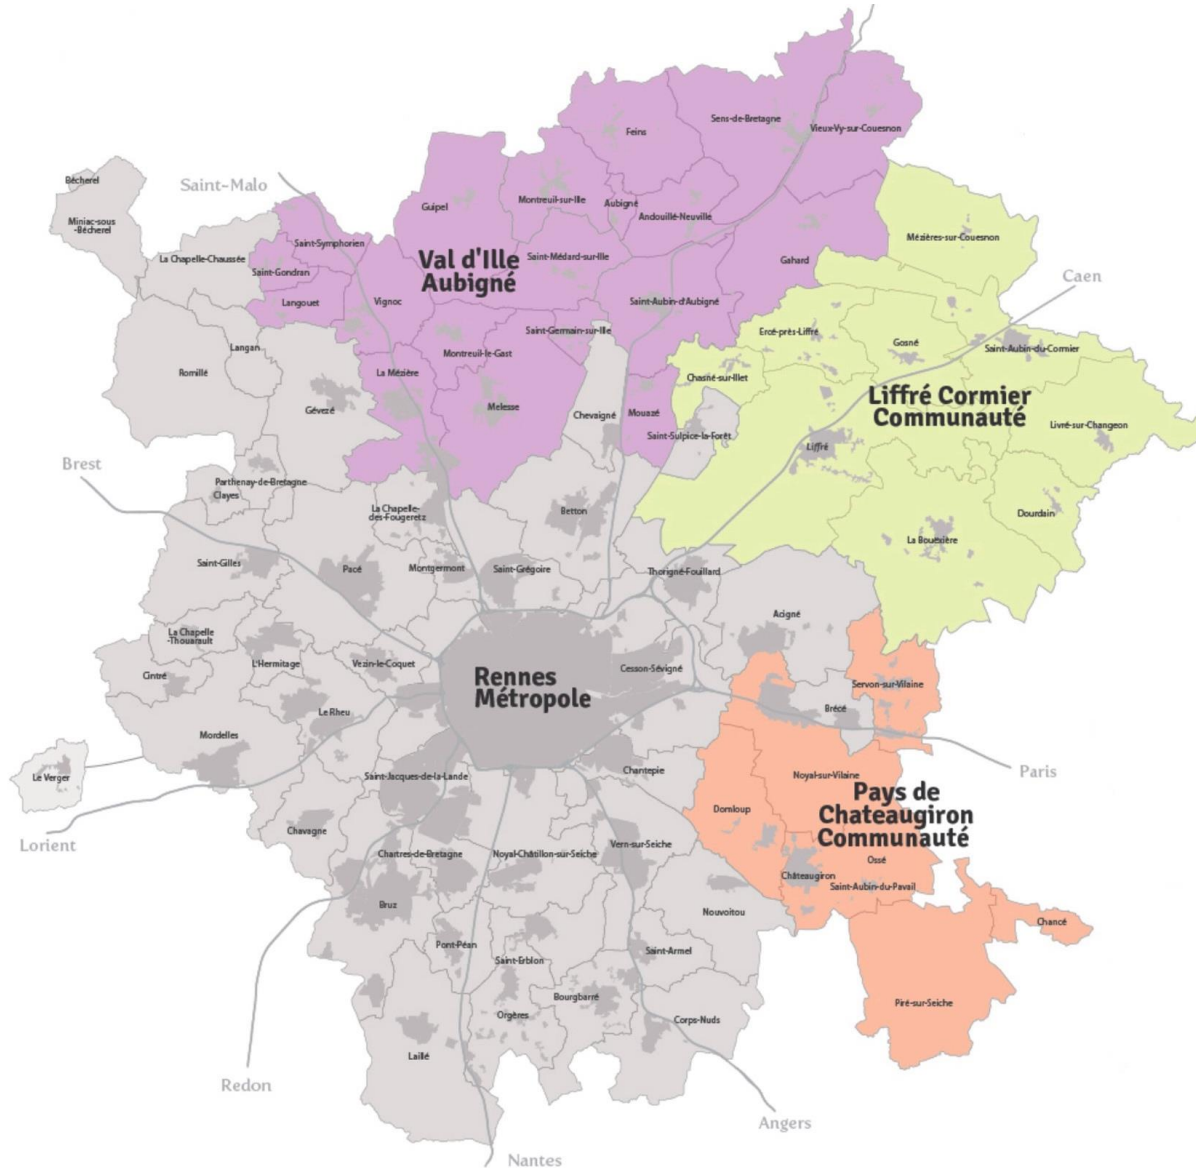 Feins
Sens-de-Bretagne
Vieux-Vy-sur-Couesnon
Bécherel
Saint-Malo
Miniac-sous
-Bécherel
Guipel
Montreuil-sur-Ille
Aubigné
Andouillé-Neuville
La Chapelle-Chaussée
Saint-Symphorien
Mézières-sur-Couesnon
Val d'Ille
Aubigné
Saint-Médard-sur-Ille
Gahard
Saint-Gondran
Caen
Langouet
Vignoc
Saint-Aubin-d'Aubigné
Saint-Germain-sur-Ille
Ercé-près-Liffré
Gosné
Saint-Aubin-du-Cormier
Langan
Montreuil-le-Gast
Romillé
La Mézière
Chasné-sur-Illet
Liffré Cormier
Communauté
Gévezé
Melesse
Chevaigné
Mouazé
Saint-Sulpice-la-Forêt
Livré-sur-Changeon
Liffré
Brest
Parthenay-de-Bretagne
Clayes
La Chapelle-
des-Fougeretz
Betton
Dourdain
La Bouëxière
Saint-Gilles
Pacé
Montgermont
Saint-Grégoire
Thorigné-Fouillard
Acigné
La Chapelle
-Thouarault
L'Hermitage
Vezin-le-Coquet
Cintré
Rennes
Métropole
Cesson-Sévigné
Servon-sur-Vilaine
Le Rheu
Brécé
Mordelles
Le Verger
Saint-Jacques-de-la-Lande
Chantepie
Noyal-sur-Vilaine
Paris
Pays de
Chateaugiron
Communauté
Domloup
Lorient
Chavagne
Chartres-de-Bretagne
Noyal-Châtillon-sur-Seiche
Vern-sur-Seiche
Ossé
Châteaugiron
Saint-Aubin-du-Pavail
Bruz
Nouvoitou
Chancé
Pont-Péan
Saint-Erblon
Saint-Armel
Bourgbarré
Orgères
Corps-Nuds
Piré-sur-Seiche
Laillé
Redon
Angers
Nantes